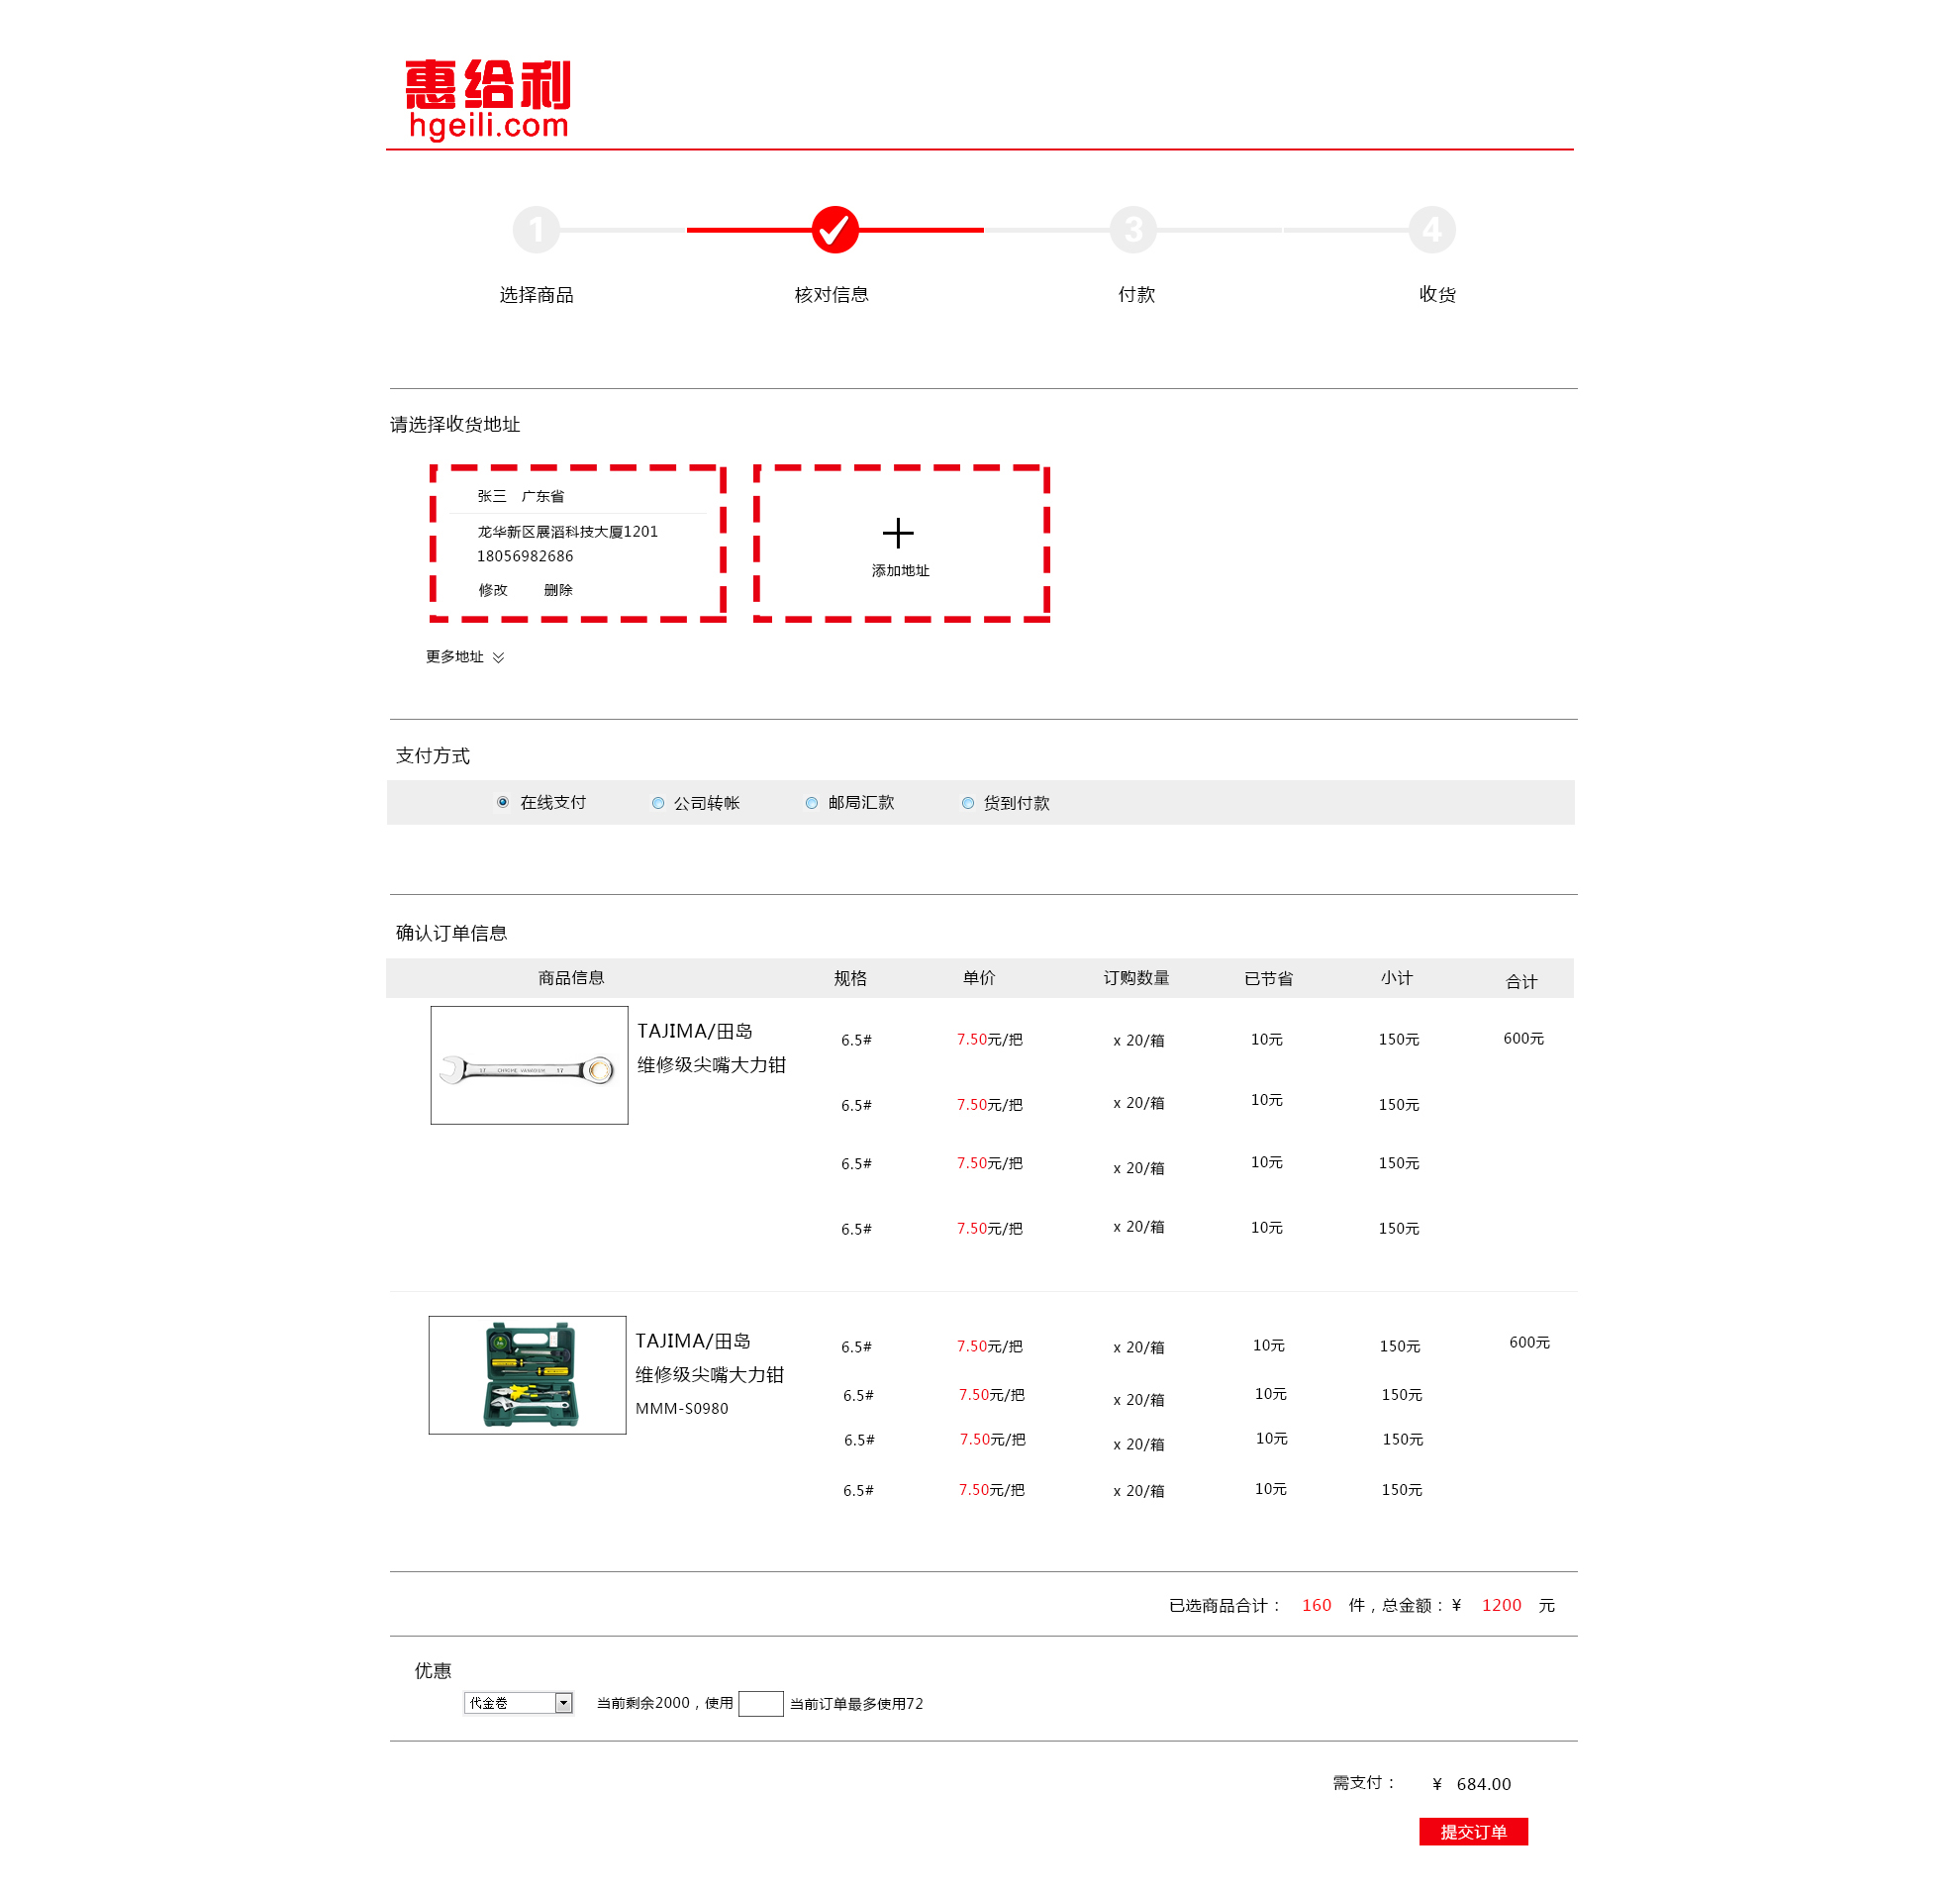 惠给利
hgeili.com
1 3 4
选择商品 核对信息 付款 收货
请选择收货地址
张三 广东省
龙华新区展滔科技大厦1201
18056982686
修改 删除
添加地址
更多地址
支付方式
在线支付 公司转帐 邮局汇款 货到付款
确认订单信息
商品信息 规格 单价 订购数量 已节省 小计 合计
TAJIMA/田岛
维修级尖嘴大力钳
17 CHROME VANADIUM 17
6.5# 7.50元/把 x 20/箱 10元 150元 600元
6.5# 7.50元/把 x 20/箱 10元 150元
6.5# 7.50元/把 x 20/箱 10元 150元
6.5# 7.50元/把 x 20/箱 10元 150元
TAJIMA/田岛
维修级尖嘴大力钳
MMM-S0980
6.5# 7.50元/把 x 20/箱 10元 150元 600元
6.5# 7.50元/把 x 20/箱 10元 150元
6.5# 7.50元/把 x 20/箱 10元 150元
6.5# 7.50元/把 x 20/箱 10元 150元
已选商品合计： 160 件，总金额：¥ 1200 元
优惠
代金卷 当前剩余2000，使用 当前订单最多使用72
需支付： ¥ 684.00
提交订单